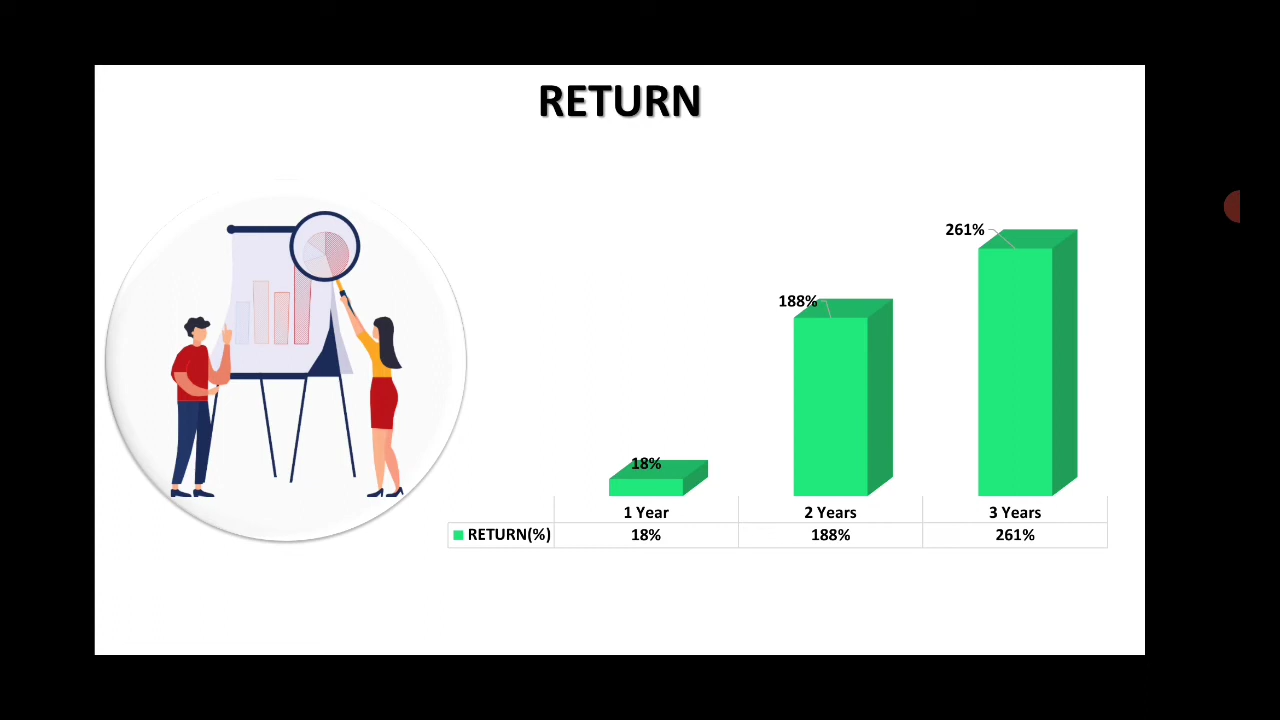 RETURN
261%
188%
18%
1 Year 2 Years 3 Years
RETURN(%) 18% 188% 261%